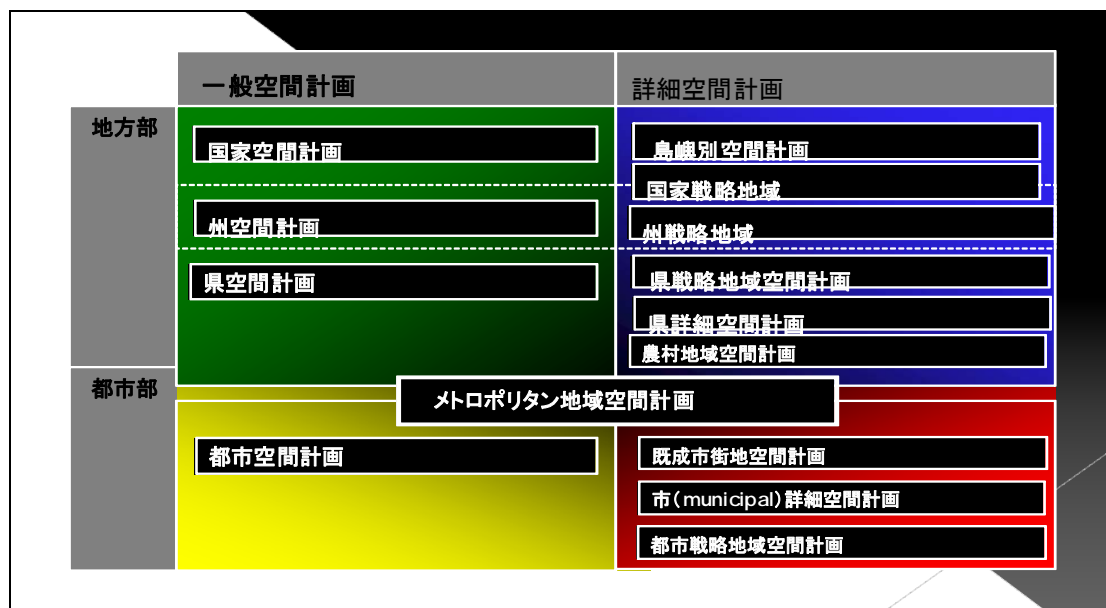 一般空間計画
詳細空間計画
地方部
国家空間計画
州空間計画
県空間計画
島嶼別空間計画
国家戦略地域
州戦略地域
県戦略地域空間計画
県詳細空間計画
農村地域空間計画
メトロポリタン地域空間計画
都市部
都市空間計画
既成市街地空間計画
市(municipal)詳細空間計画
都市戦略地域空間計画